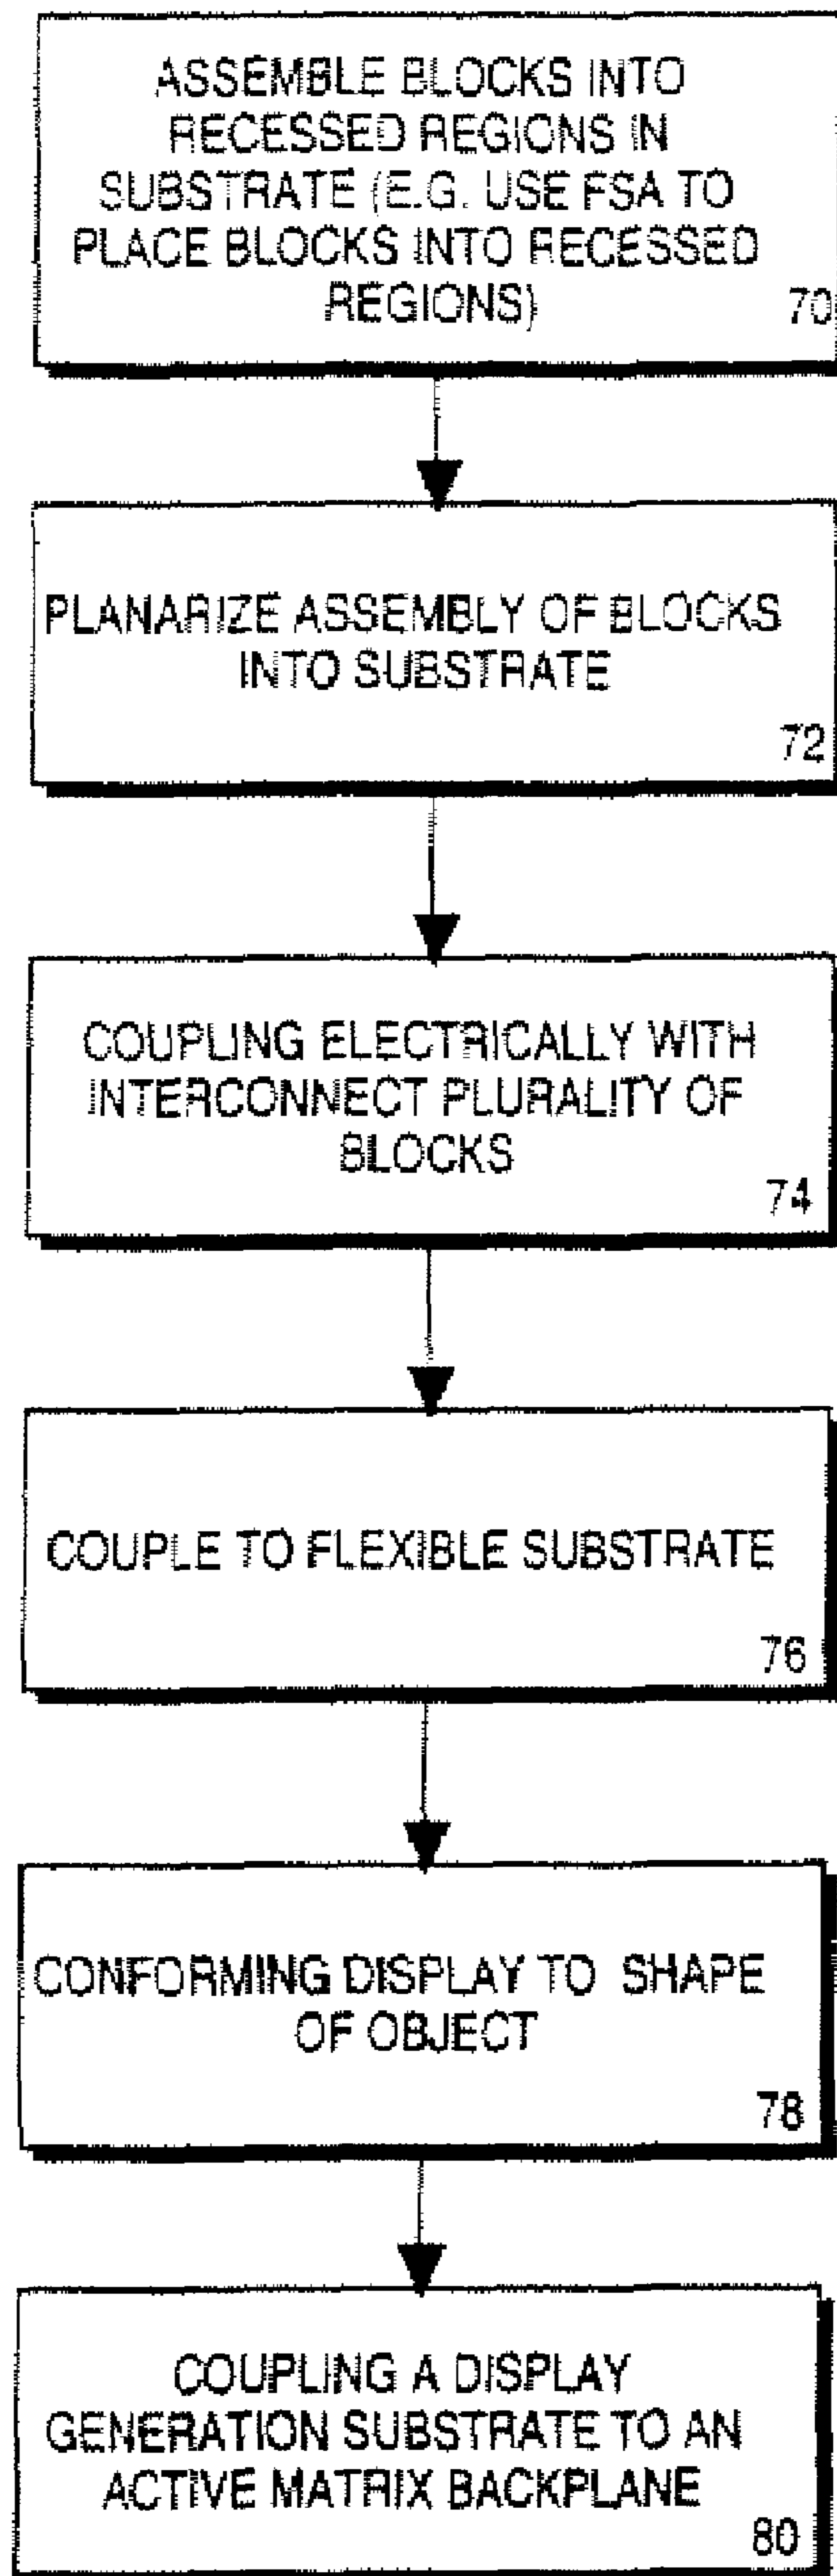 ASSEMBLE BLOCKS INTO
RECESSED REGIONS IN
SUBSTRATE (E.G. USE FSA TO
PLACE BLOCKS INTO RECESSED
REGIONS)
70
PLANARIZE ASSEMBLY OF BLOCKS
INTO SUBSTRATE
72
COUPLING ELECTRICALLY WITH
INTERCONNECT PLURALITY OF
BLOCKS
74
COUPLE TO FLEXIBLE SUBSTRATE
76
CONFORMING DISPLAY TO SHAPE
OF OBJECT
78
COUPLING A DISPLAY
GENERATION SUBSTRATE TO AN
ACTIVE MATRIX BACKPLANE
80